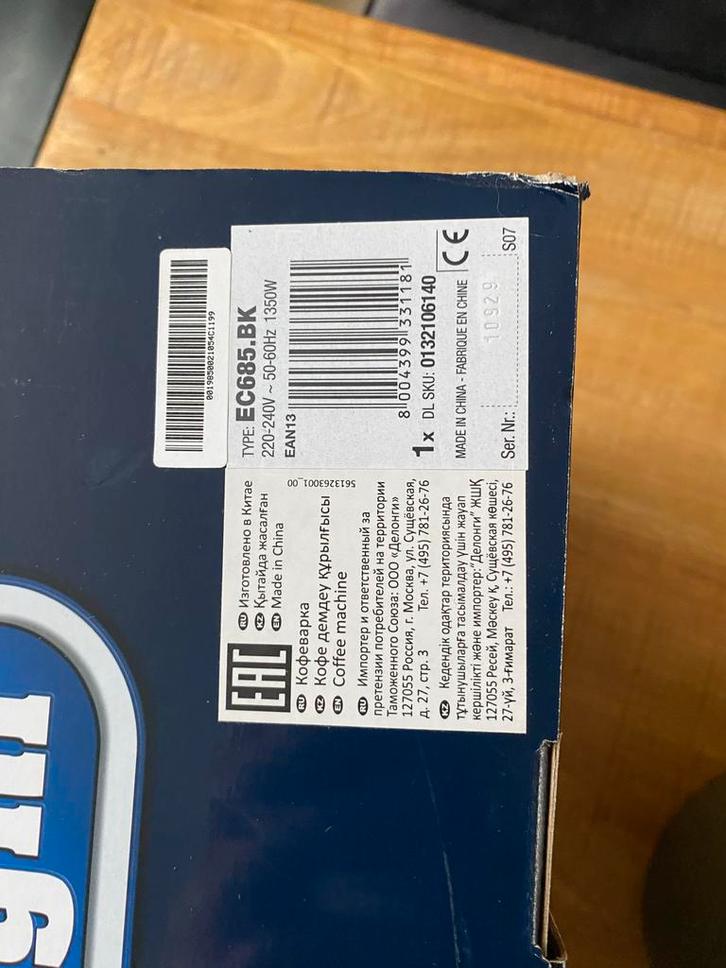 0019850021054C1199
TYPE: EC685.BK
220-240V ~ 50-60Hz 1350W
EAN13
8 004399 331181
1x DL SKU: 0132106140
MADE IN CHINA - FABRIQUE EN CHINE
CE
Ser. Nr.: 10929 S07
EAC
RU Изготовлено в Китае
KZ Қытайда жасалған
EN Made in China
5613263001_00
RU Кофеварка
KZ Кофе демдеу құрылғысы
EN Coffee machine
RU Импортер и ответственный за
претензии потребителей на территории
Таможенного Союза: ООО «Делонги»
127055 Россия, г. Москва, ул. Сущёвская,
д. 27, стр. 3 Тел. +7 (495) 781-26-76
KZ Кедендік одақтар территориясында
тұтынушыларға тасымалдау үшін жауап
кершілікті және импортер:"Делонги" ЖШҚ
127055 Ресей, Мәскеу Қ, Сущёвская көшесі,
27-үй, 3-ғимарат Тел.: +7 (495) 781-26-76